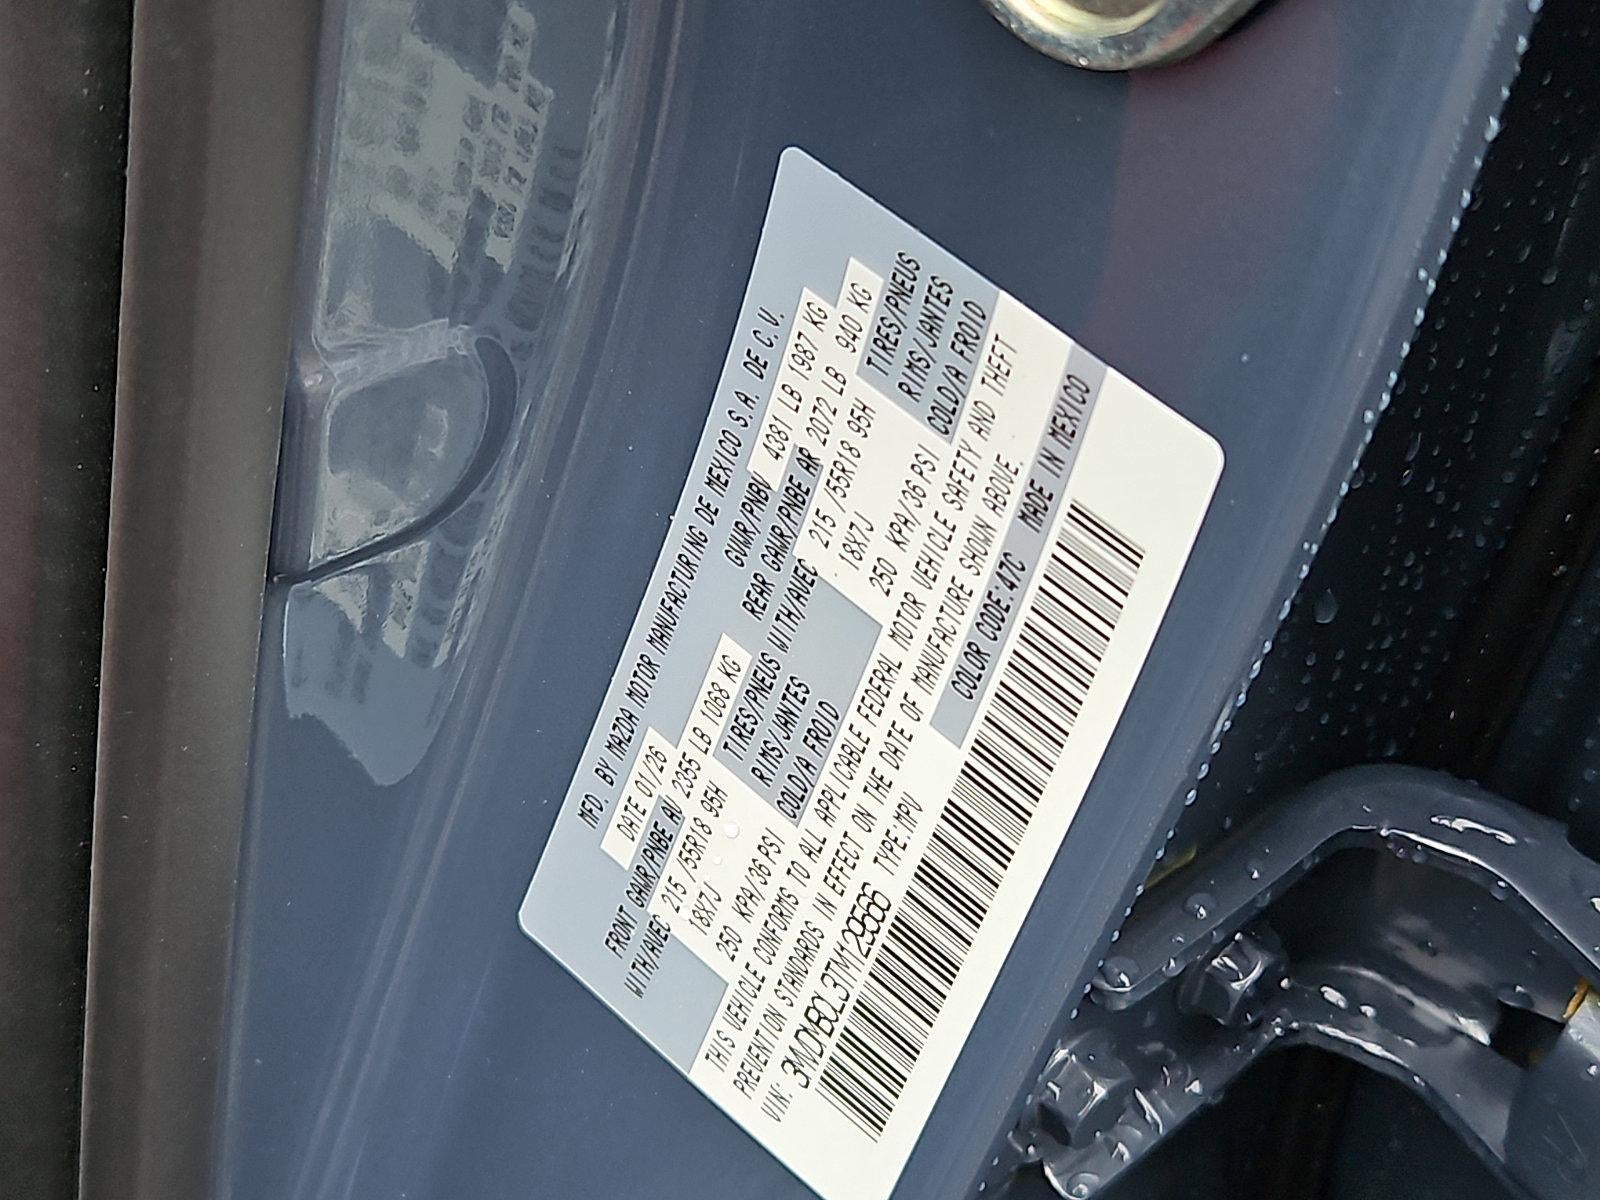 MFD. BY MAZDA MOTOR MANUFACTURING DE MEXICO S.A. DE C.V.
DATE 01/26 GVWR/PNBV 4381 LB 1987 KG
FRONT GAWR/PNBE AV 2355 LB 1068 KG REAR GAWR/PNBE AR 2072 LB 940 KG
WITH/AVEC 215 /55R18 95H TIRES/PNEUS WITH/AVEC 215 /55R18 95H TIRES/PNEUS
18X7J RIMS/JANTES 18X7J RIMS/JANTES
250 KPA/36 PSI COLD/A FROID 250 KPA/36 PSI COLD/A FROID
THIS VEHICLE CONFORMS TO ALL APPLICABLE FEDERAL MOTOR VEHICLE SAFETY AND THEFT
PREVENTION STANDARDS IN EFFECT ON THE DATE OF MANUFACTURE SHOWN ABOVE.
VIN: 3MVDMBCL3TM129566 TYPE:MPV COLOR CODE:47C MADE IN MEXICO